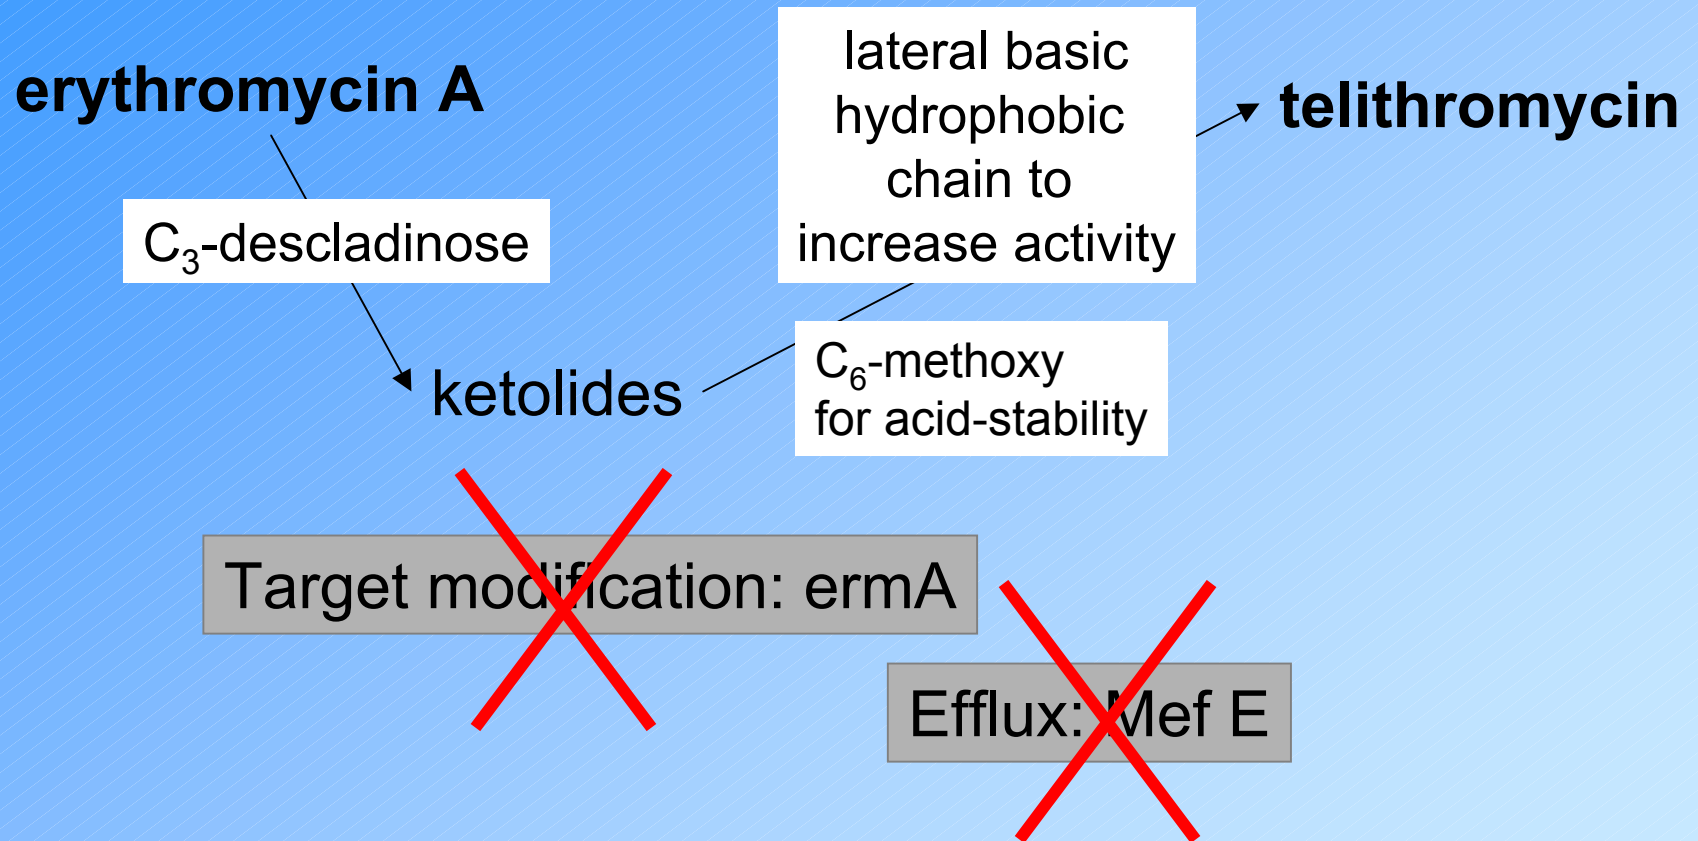 erythromycin A
C₃-descladinose
ketolides
lateral basic
hydrophobic
chain to
increase activity
C₆-methoxy
for acid-stability
telithromycin
Target modification: ermA
Efflux: Mef E